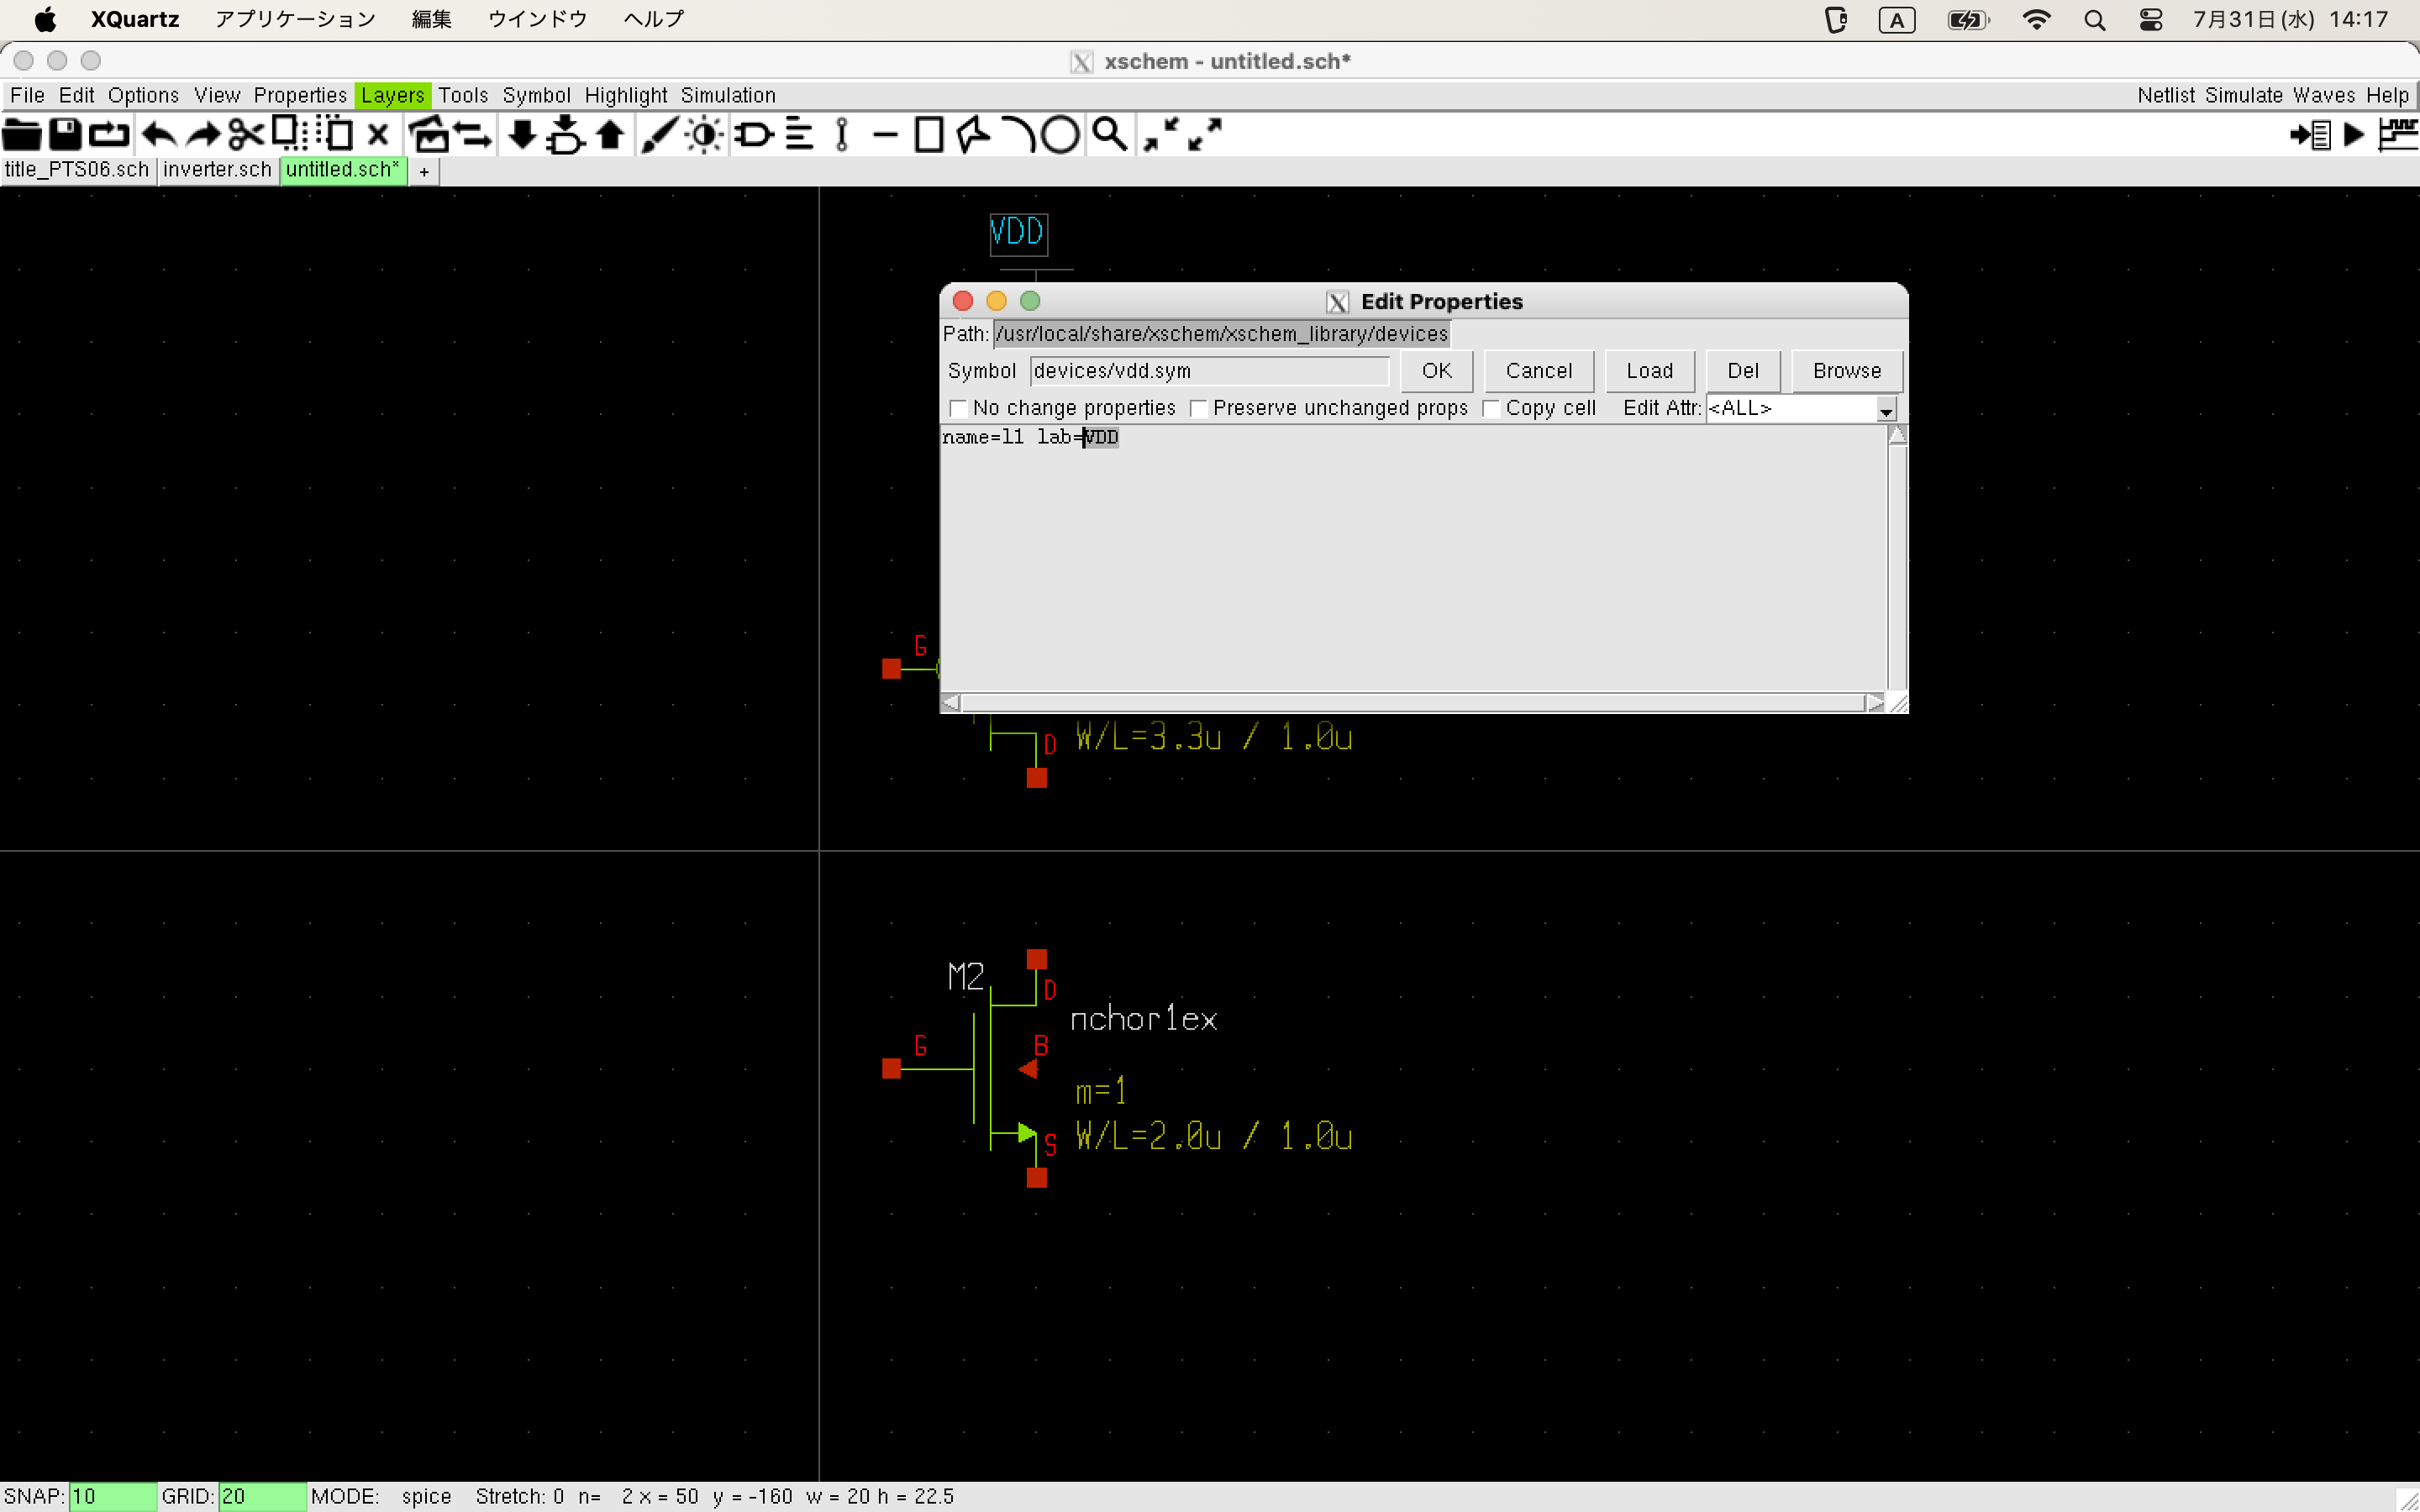 XQuartz アプリケーション 編集 ウインドウ ヘルプ A 7月31日(水) 14:17
xschem - untitled.sch*
File Edit Options View Properties Layers Tools Symbol Highlight Simulation Netlist Simulate Waves Help
title_PTS06.sch inverter.sch untitled.sch* +
VDD
Edit Properties
Path: /usr/local/share/xschem/xschem_library/devices
Symbol devices/vdd.sym OK Cancel Load Del Browse
No change properties Preserve unchanged props Copy cell Edit Attr: <ALL>
name=l1 lab=VDD
G
D W/L=3.3u / 1.0u
M2
D
nchor1ex
G B
m=1
S W/L=2.0u / 1.0u
SNAP: 10 GRID: 20 MODE: spice Stretch: 0 n= 2 x = 50 y = -160 w = 20 h = 22.5